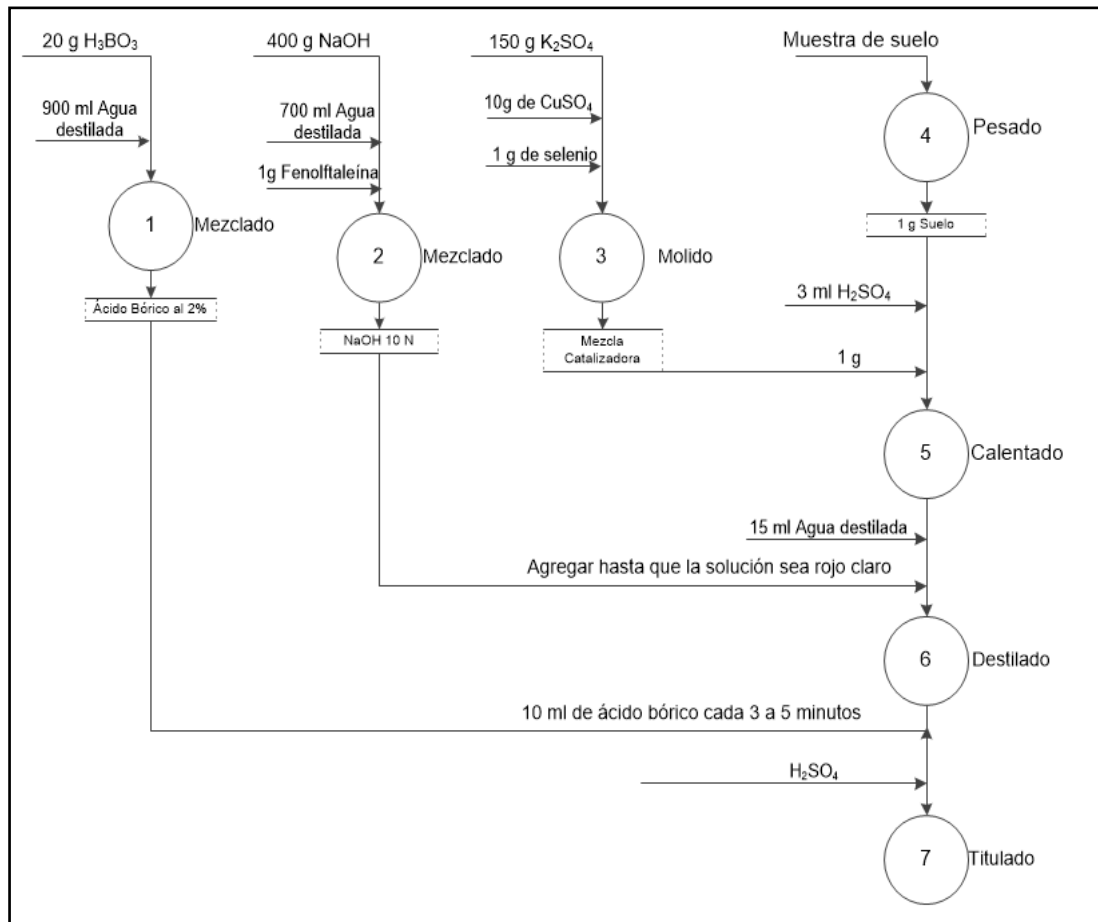 20 g H₃BO₃
400 g NaOH
150 g K₂SO₄
Muestra de suelo
900 ml Agua
destilada
700 ml Agua
destilada
1g Fenolftaleína
10g de CuSO₄
1 g de selenio
4
Pesado
1
Mezclado
2
Mezclado
3
Molido
1 g Suelo
Ácido Bórico al 2%
NaOH 10 N
Mezcla
Catalizadora
3 ml H₂SO₄
1 g
5
Calentado
15 ml Agua destilada
Agregar hasta que la solución sea rojo claro
6
Destilado
10 ml de ácido bórico cada 3 a 5 minutos
H₂SO₄
7
Titulado